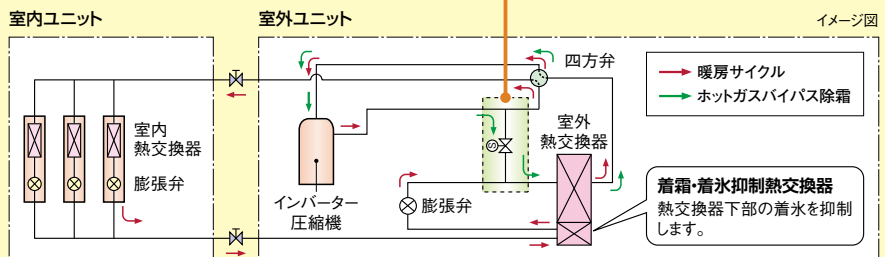 室内ユニット
室外ユニット
イメージ図
四方弁
暖房サイクル
ホットガスバイパス除霜
室内
熱交換器
膨張弁
インバーター
圧縮機
S
室外
熱交換器
膨張弁
着霜・着氷抑制熱交換器
熱交換器下部の着氷を抑制
します。